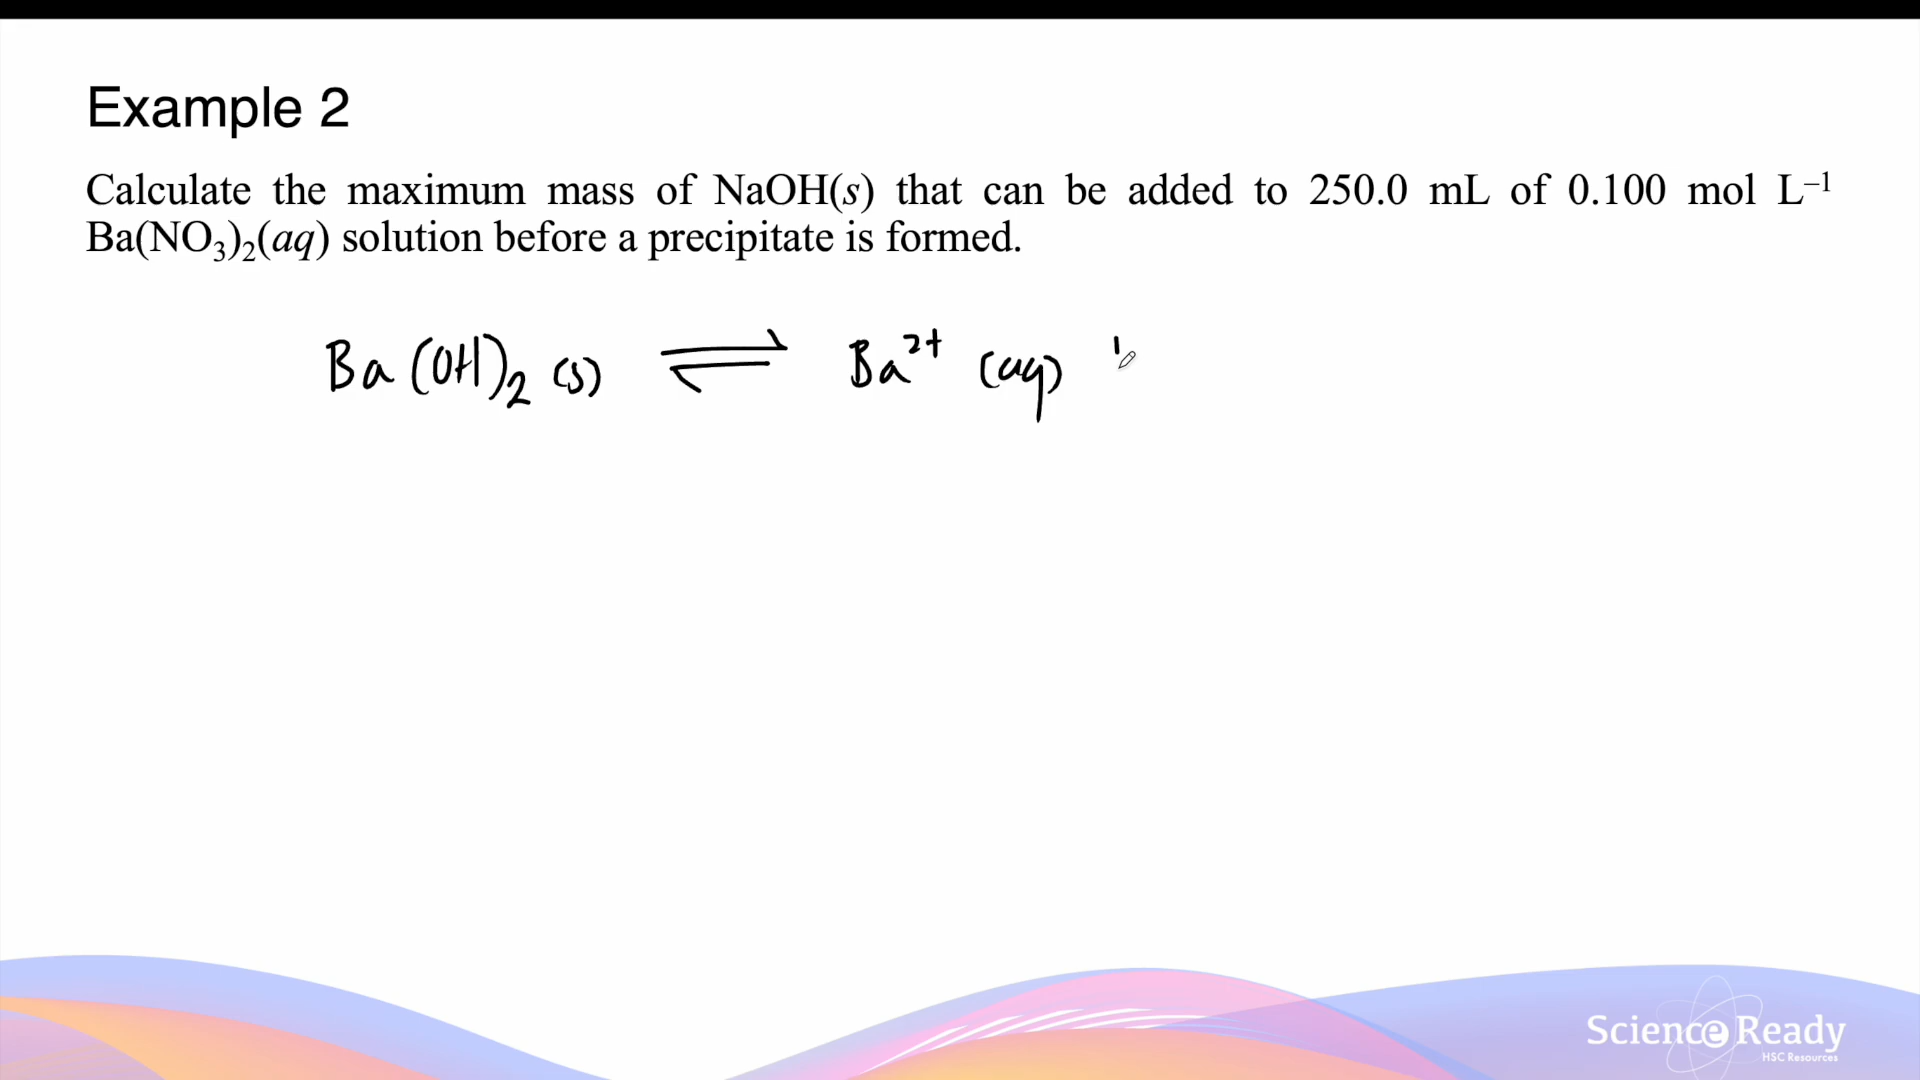 Example 2
Calculate the maximum mass of NaOH(s) that can be added to 250.0 mL of 0.100 mol L⁻¹
Ba(NO₃)₂(aq) solution before a precipitate is formed.
Ba(OH)₂ (s) ⇌ Ba²⁺ (aq)
Science Ready
HSC Resources